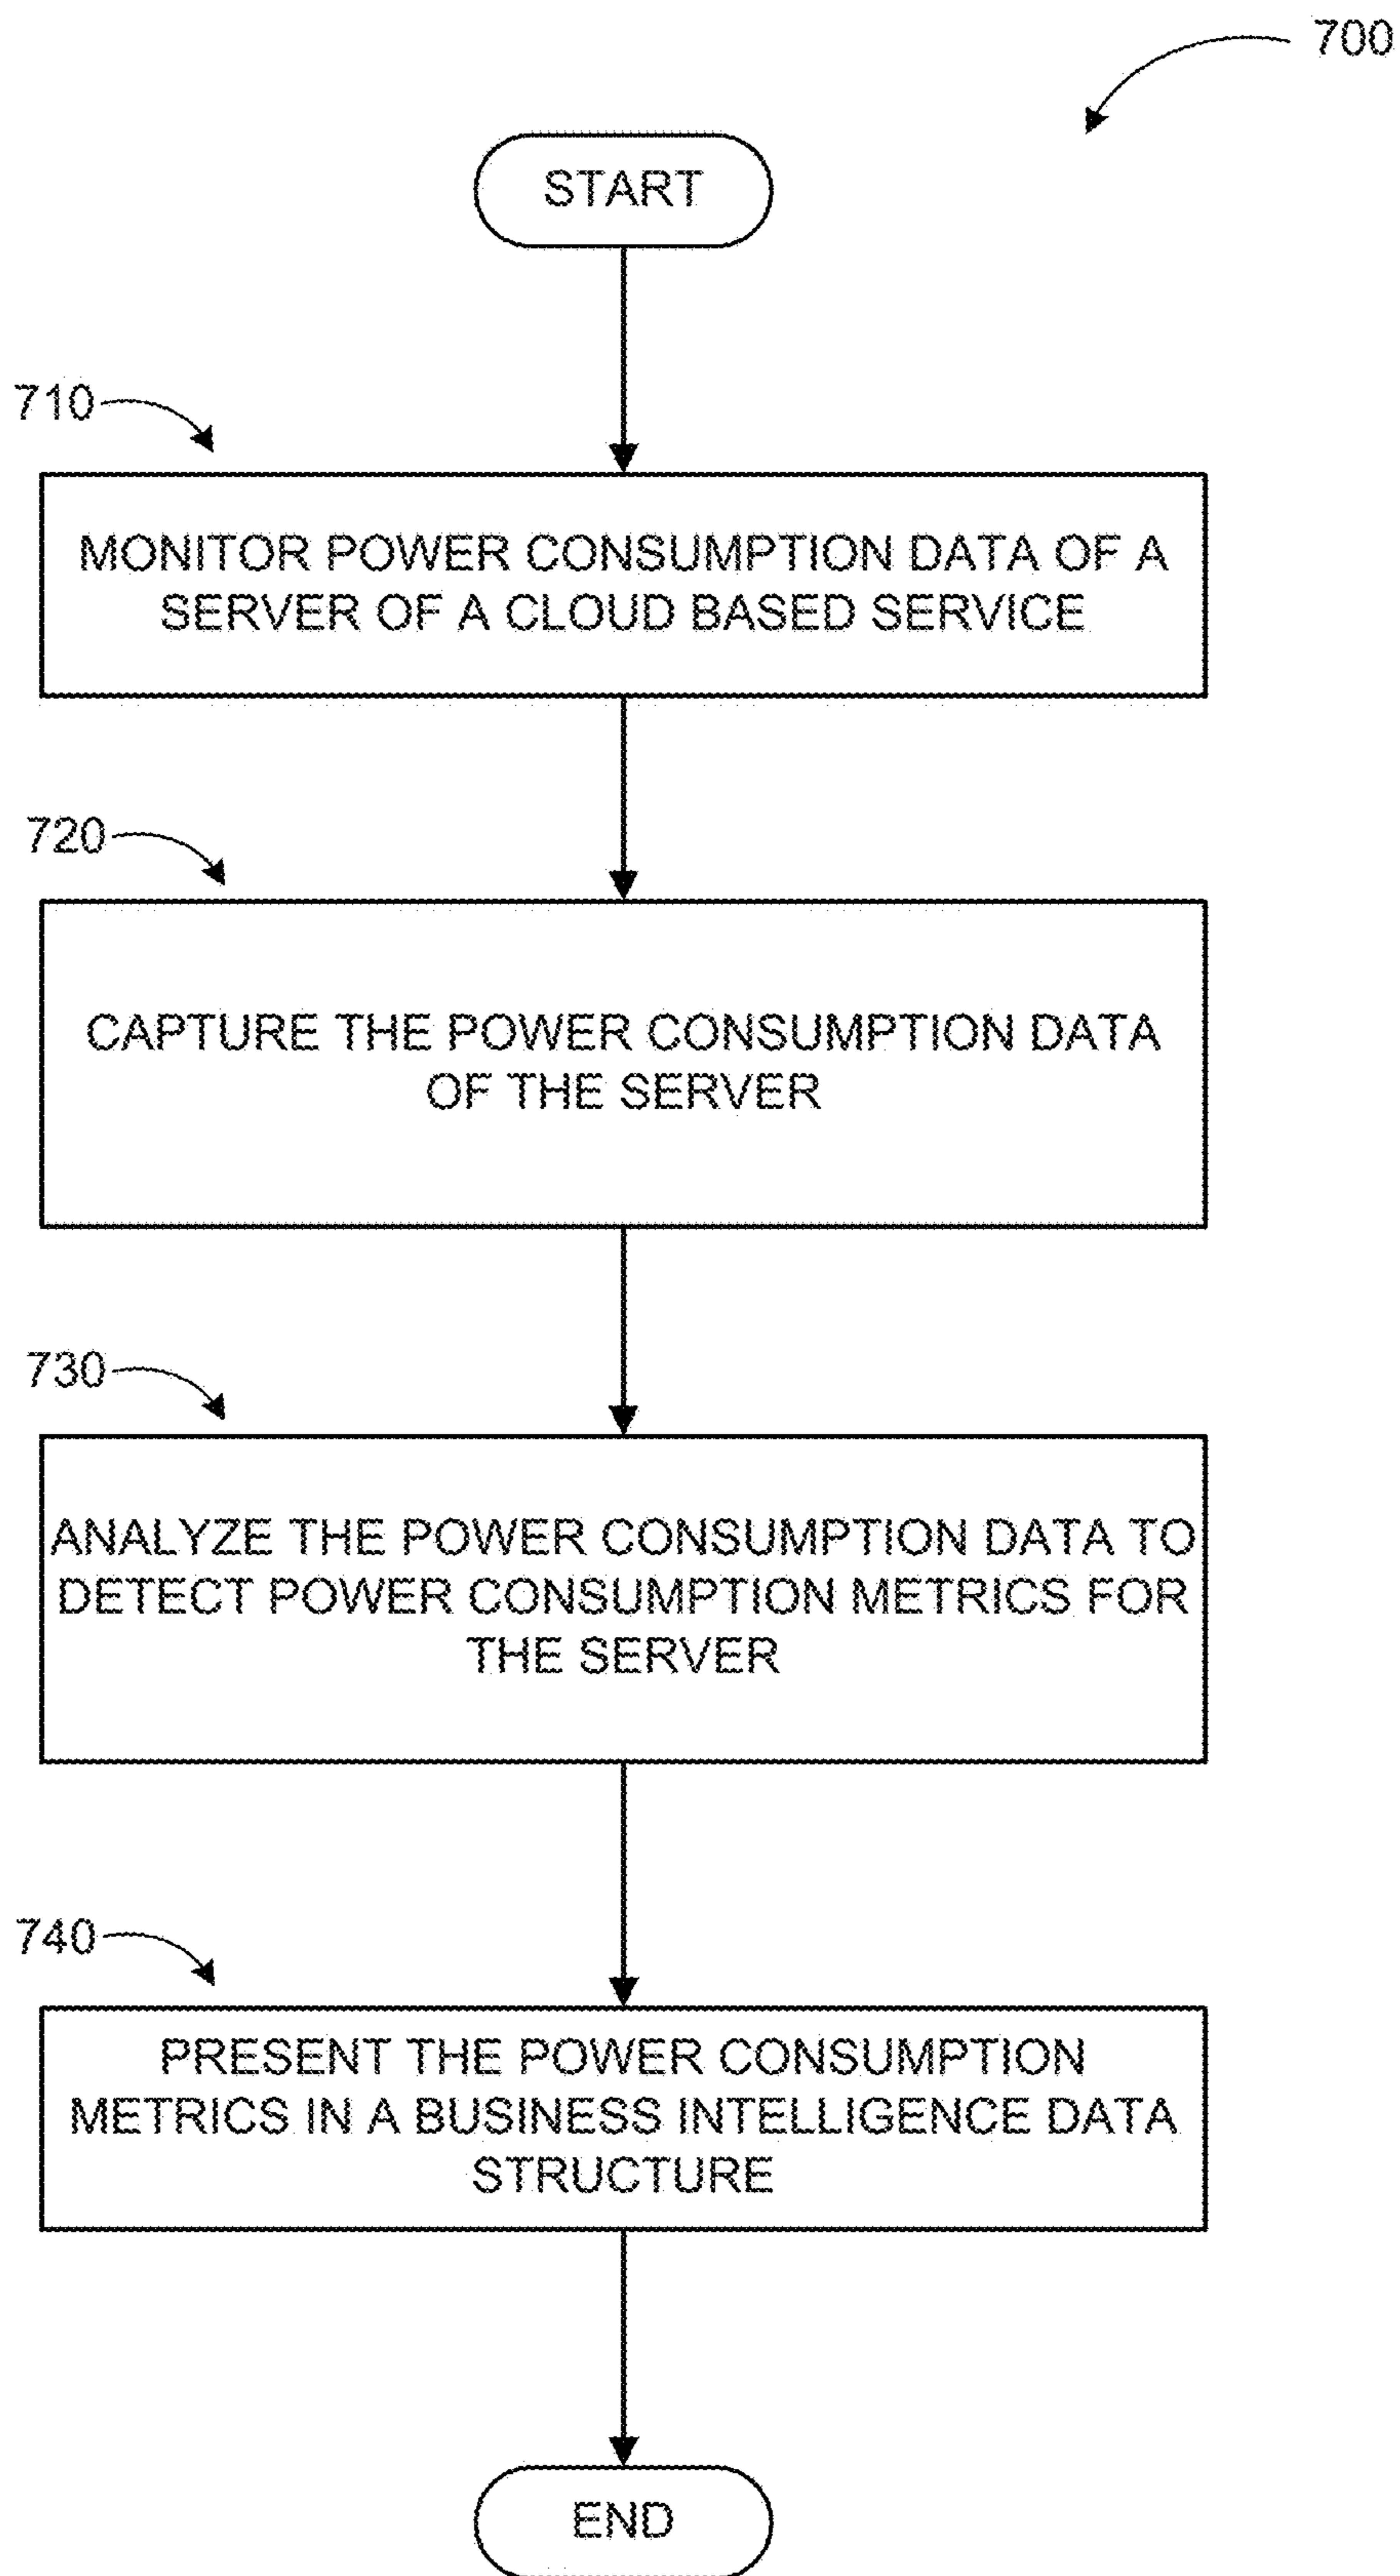 700
START
710
MONITOR POWER CONSUMPTION DATA OF A
SERVER OF A CLOUD BASED SERVICE
720
CAPTURE THE POWER CONSUMPTION DATA
OF THE SERVER
730
ANALYZE THE POWER CONSUMPTION DATA TO
DETECT POWER CONSUMPTION METRICS FOR
THE SERVER
740
PRESENT THE POWER CONSUMPTION
METRICS IN A BUSINESS INTELLIGENCE DATA
STRUCTURE
END